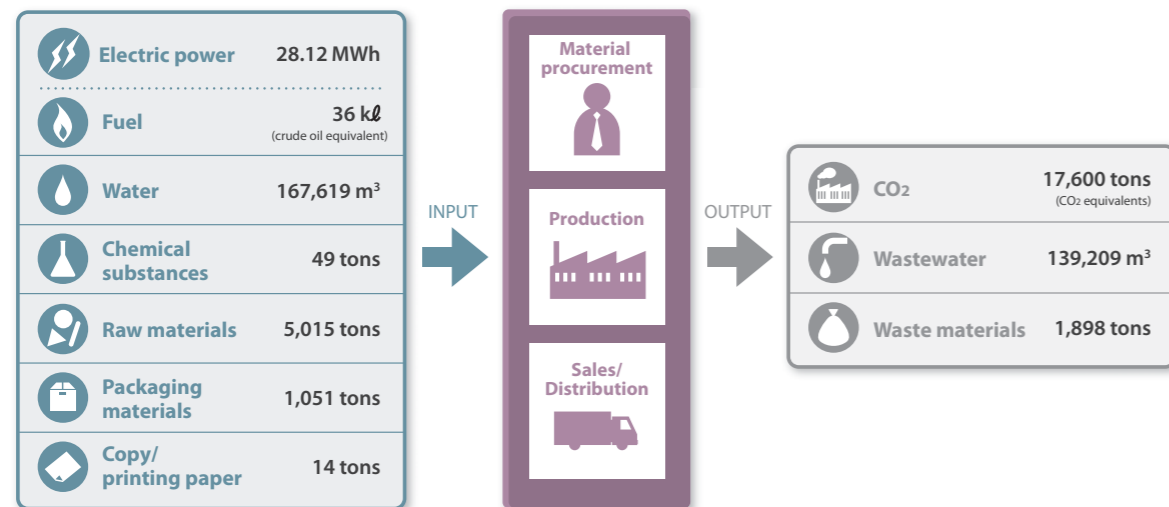 Electric power 28.12 MWh
Fuel 36 kℓ
(crude oil equivalent)
Water 167,619 m³
Chemical
substances 49 tons
Raw materials 5,015 tons
Packaging
materials 1,051 tons
Copy/
printing paper 14 tons
INPUT
Material
procurement
Production
Sales/
Distribution
OUTPUT
CO2 17,600 tons
(CO2 equivalents)
Wastewater 139,209 m³
Waste materials 1,898 tons